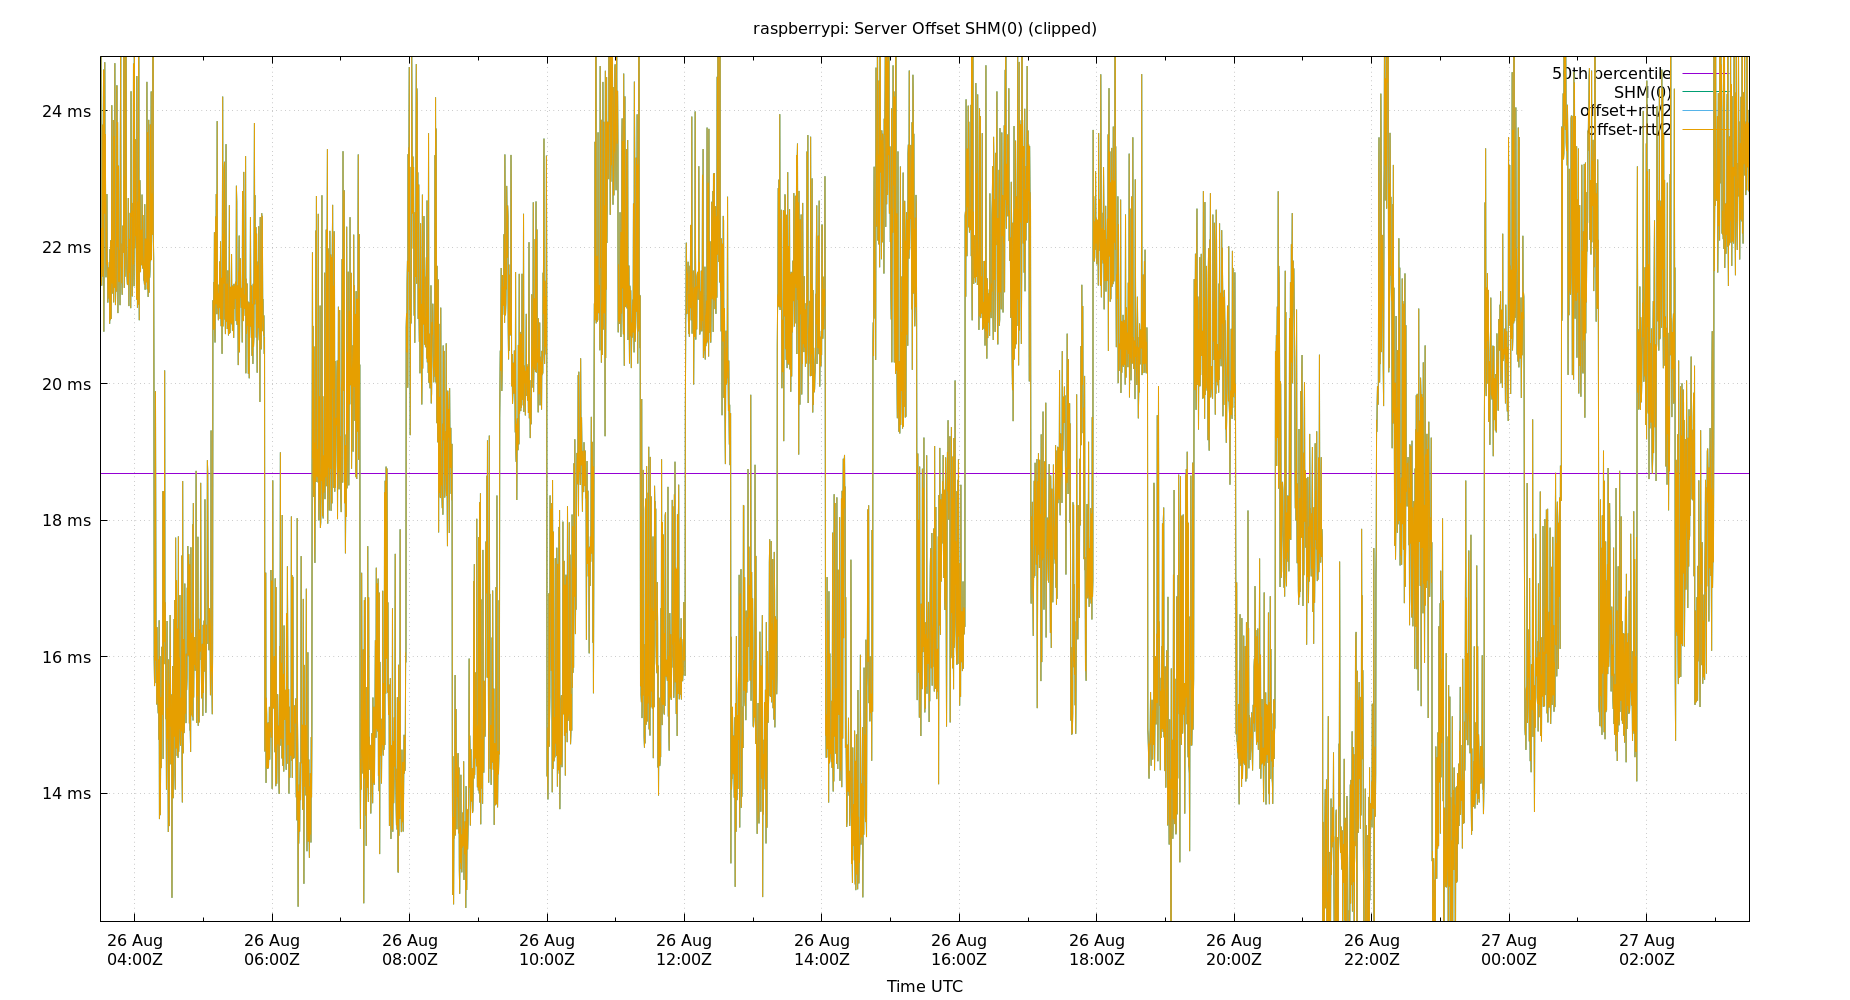 raspberrypi: Server Offset SHM(0) (clipped)
50th percentile
SHM(0)
offset+rtt/2
offset-rtt/2
24 ms
22 ms
20 ms
18 ms
16 ms
14 ms
26 Aug 26 Aug 26 Aug 26 Aug 26 Aug 26 Aug 26 Aug 26 Aug 26 Aug 26 Aug 27 Aug 27 Aug
04:00Z 06:00Z 08:00Z 10:00Z 12:00Z 14:00Z 16:00Z 18:00Z 20:00Z 22:00Z 00:00Z 02:00Z
Time UTC